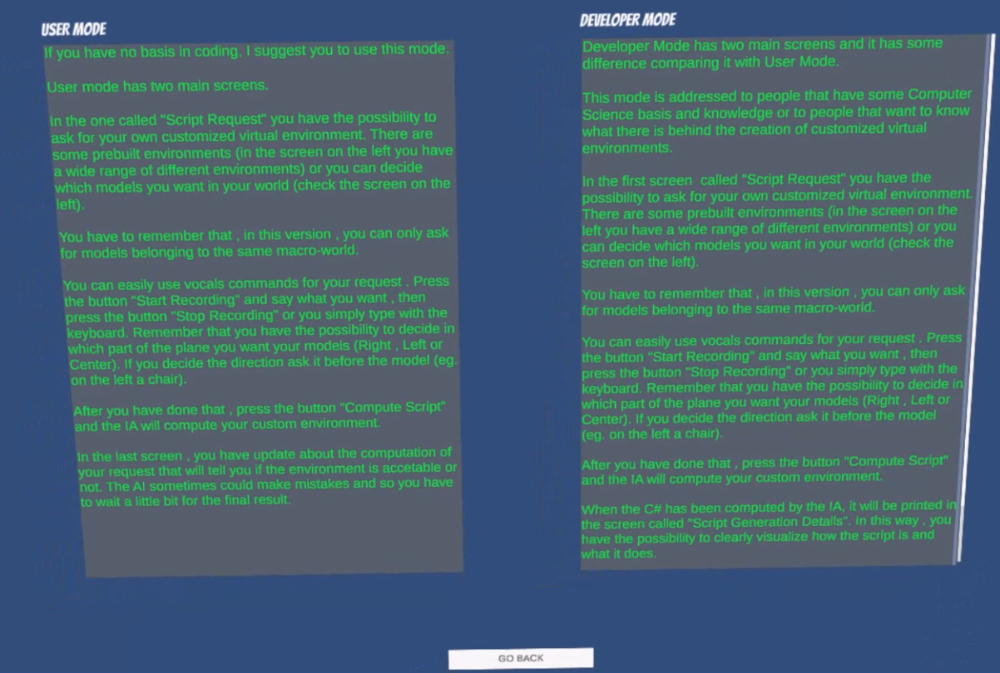 USER MODE
If you have no basis in coding, I suggest you to use this mode.
User mode has two main screens.
In the one called "Script Request" you have the possibility to
ask for your own customized virtual environment. There are
some prebuilt environments (in the screen on the left you have
a wide range of different environments) or you can decide
which models you want in your world (check the screen on the
left).
You have to remember that , in this version , you can only ask
for models belonging to the same macro-world.
You can easily use vocals commands for your request . Press
the button "Start Recording" and say what you want , then
press the button "Stop Recording" or you simply type with the
keyboard. Remember that you have the possibility to decide in
which part of the plane you want your models (Right , Left or
Center). If you decide the direction ask it before the model (eg.
on the left a chair).
After you have done that , press the button "Compute Script"
and the IA will compute your custom environment.
In the last screen , you have update about the computation of
your request that will tell you if the environment is accetable or
not. The AI sometimes could make mistakes and so you have
to wait a little bit for the final result.
DEVELOPER MODE
Developer Mode has two main screens and it has some
difference comparing it with User Mode.
This mode is addressed to people that have some Computer
Science basis and knowledge or to people that want to know
what there is behind the creation of customized virtual
environments.
In the first screen called "Script Request" you have the
possibility to ask for your own customized virtual environment.
There are some prebuilt environments (in the screen on the
left you have a wide range of different environments) or you
can decide which models you want in your world (check the
screen on the left).
You have to remember that , in this version , you can only ask
for models belonging to the same macro-world.
You can easily use vocals commands for your request . Press
the button "Start Recording" and say what you want , then
press the button "Stop Recording" or you simply type with the
keyboard. Remember that you have the possibility to decide in
which part of the plane you want your models (Right , Left or
Center). If you decide the direction ask it before the model
(eg. on the left a chair).
After you have done that , press the button "Compute Script"
and the IA will compute your custom environment.
When the C# has been computed by the IA, it will be printed in
the screen called "Script Generation Details". In this way , you
have the possibility to clearly visualize how the script is and
what it does.
GO BACK